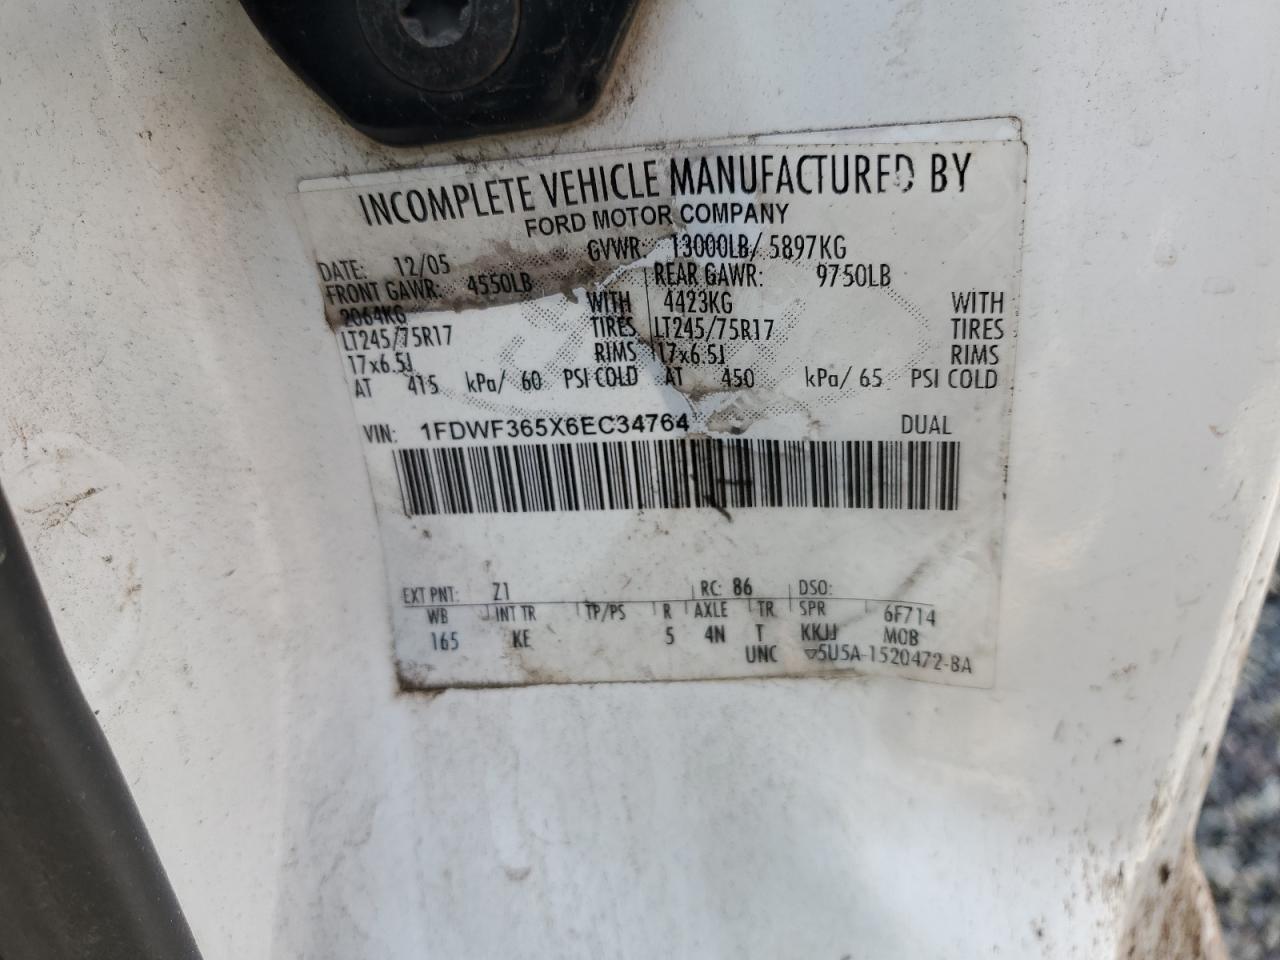 INCOMPLETE VEHICLE MANUFACTURED BY
FORD MOTOR COMPANY
DATE: 12/05 GVWR: 13000LB/ 5897KG
FRONT GAWR: 4550LB REAR GAWR: 9750LB
2064KG WITH 4423KG WITH
LT245/75R17 TIRES LT245/75R17 TIRES
17x6.5J RIMS 17x6.5J RIMS
AT 415 kPa/ 60 PSI COLD AT 450 kPa/ 65 PSI COLD
VIN: 1FDWF365X6EC34764 DUAL
EXT PNT: Z1 RC: 86 DSO:
WB INT TR TP/PS R AXLE TR SPR 6F714
165 KE 5 4N T KKJJ MOB
UNC ▽5U5A-1520472-BA